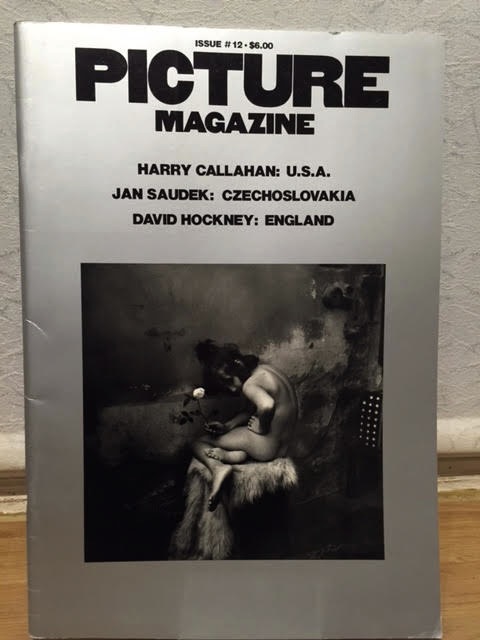 ISSUE #12 • $6.00
PICTURE
MAGAZINE
HARRY CALLAHAN: U.S.A.
JAN SAUDEK: CZECHOSLOVAKIA
DAVID HOCKNEY: ENGLAND